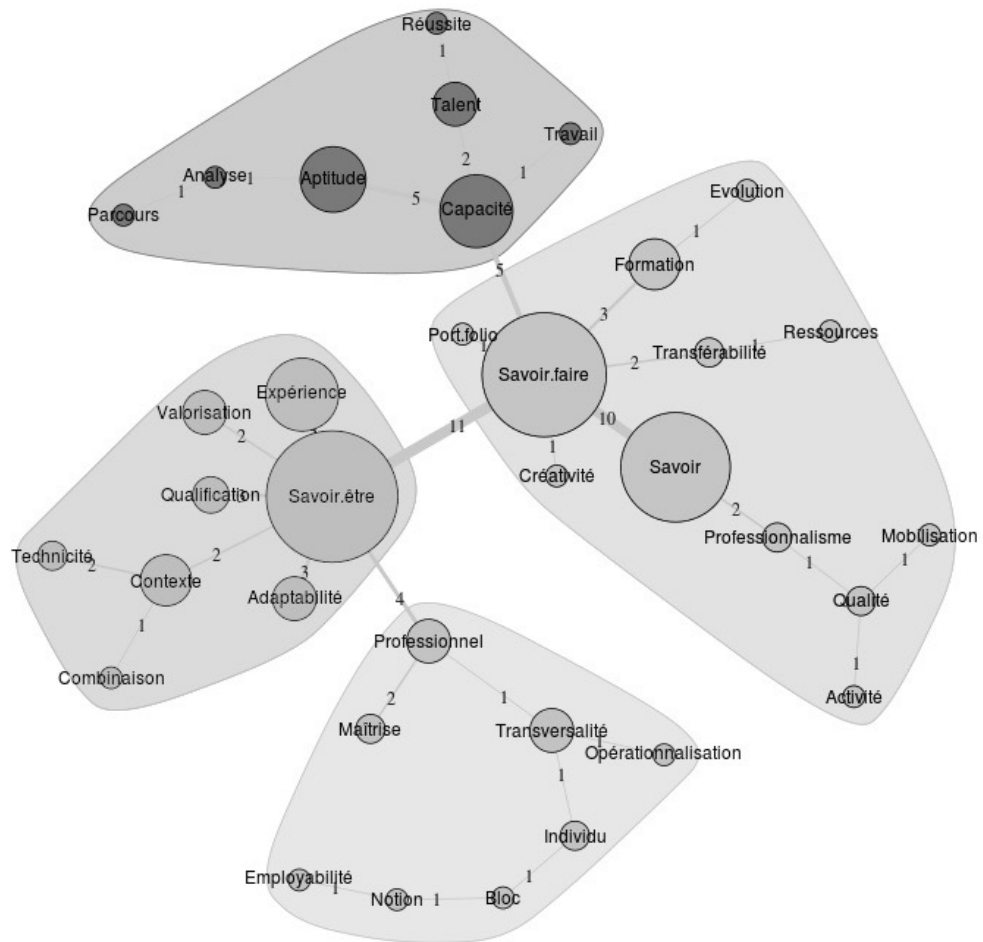 Réussite
1
Talent
2
Travail
1
Analyse
1
Aptitude
5
Capacité
Parcours
1
5
Evolution
1
Formation
3
Port.folio
1
Savoir.faire
2
Transférabilité
1
Ressources
11
10
1
Créativité
Savoir
2
Professionnalisme
1
Mobilisation
1
Qualité
1
Activité
Expérience
Valorisation
2
Qualification
3
Savoir.être
Technicité
2
Contexte
2
3
Adaptabilité
1
Combinaison
4
Professionnel
2
Maîtrise
1
Transversalité
1
Opérationnalisation
1
Individu
1
Bloc
1
Notion
1
Employabilité